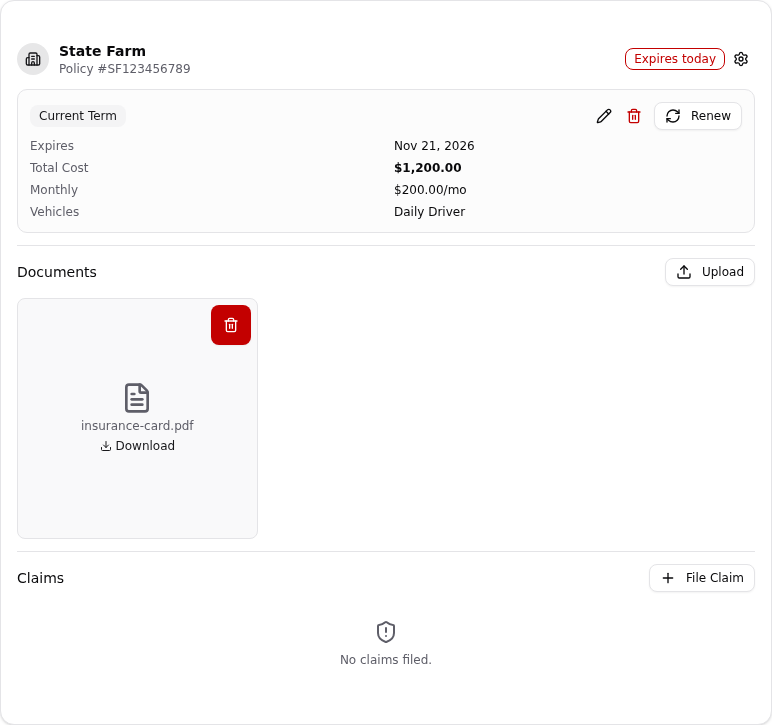 State Farm
Policy #SF123456789
Expires today
Current Term
Renew
Expires Nov 21, 2026
Total Cost $1,200.00
Monthly $200.00/mo
Vehicles Daily Driver
Documents
Upload
insurance-card.pdf
Download
Claims
File Claim
No claims filed.